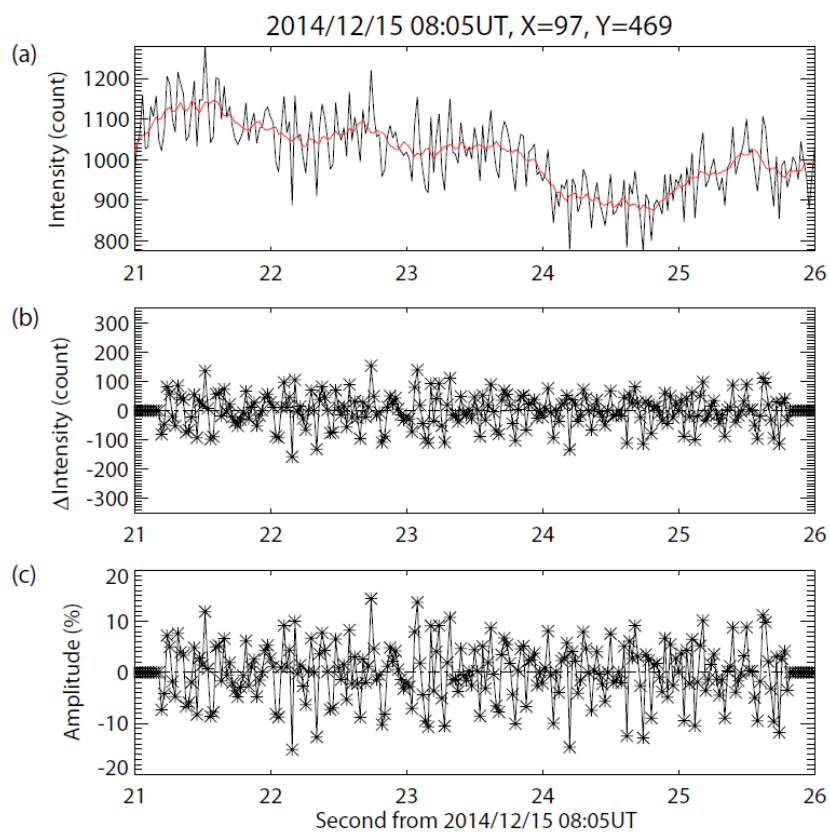 2014/12/15 08:05UT, X=97, Y=469
(a)
Intensity (count)
1200
1100
1000
900
800
21 22 23 24 25 26
(b)
ΔIntensity (count)
300
200
100
0
-100
-200
-300
21 22 23 24 25 26
(c)
Amplitude (%)
20
10
0
-10
-20
21 22 23 24 25 26
Second from 2014/12/15 08:05UT